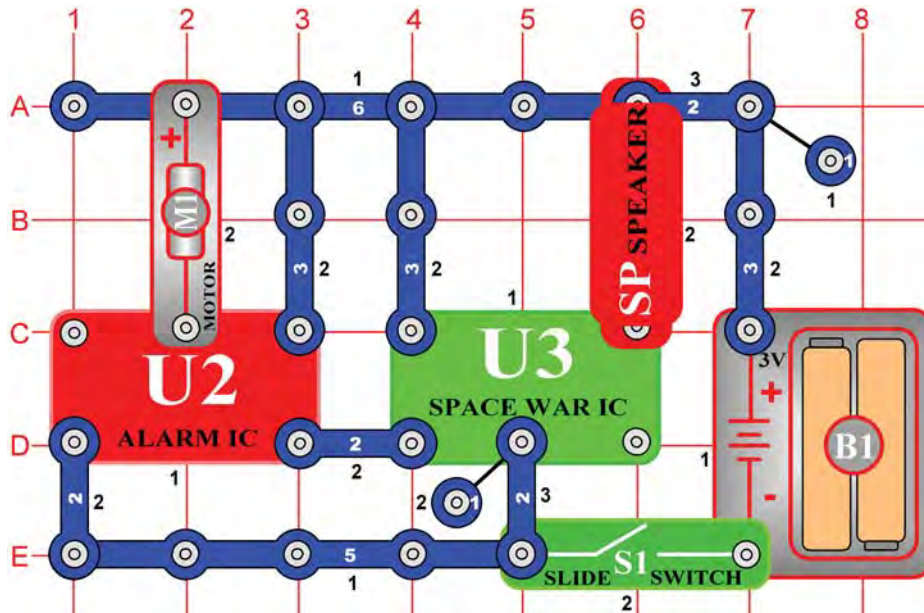 1 2 3 4 5 6 7 8
1 3
A 6 2
1
+ 1
M1 SP SPEAKER
B 2 2
3 2 3 2 3 2
MOTOR 1
C
U2 U3 3V
ALARM IC SPACE WAR IC +
D 2 B1
1 2 1 -
2 2 2 1 2 3
E 5 S1
1 SLIDE SWITCH
2